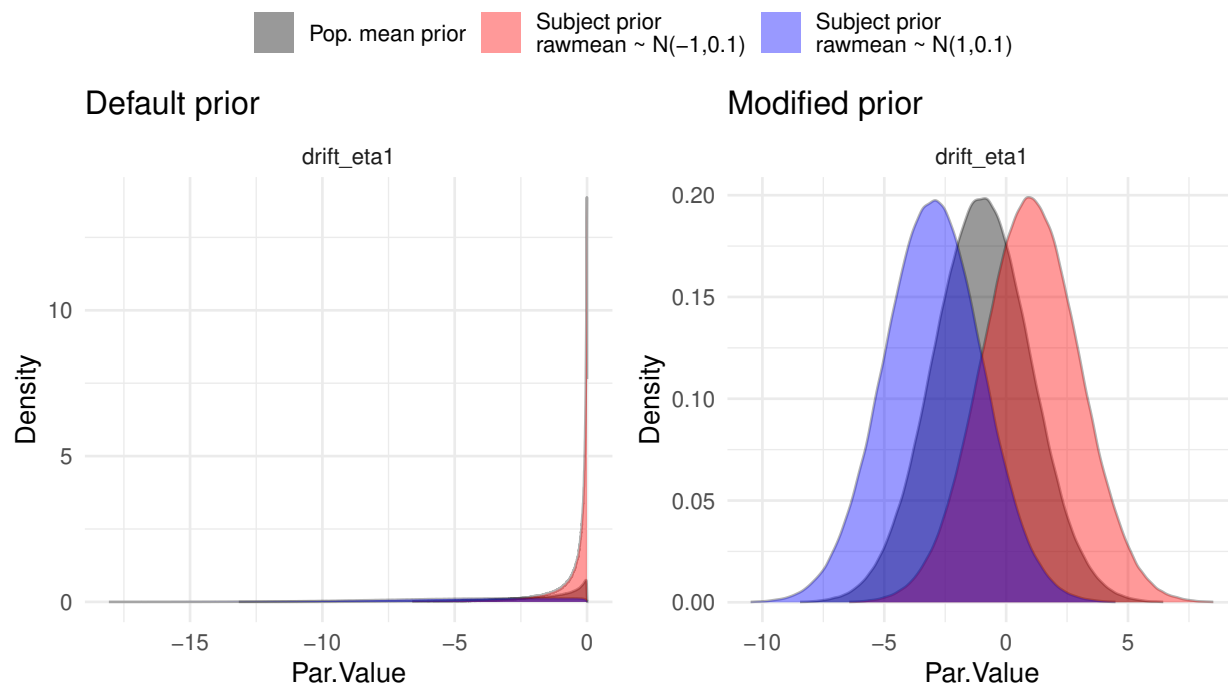 Pop. mean prior
Subject prior
rawmean ~ N(−1,0.1)
Subject prior
rawmean ~ N(1,0.1)
Default prior
drift_eta1
Density
10
5
0
−15
−10
−5
0
Par.Value
Modified prior
drift_eta1
Density
0.20
0.15
0.10
0.05
0.00
−10
−5
0
5
Par.Value